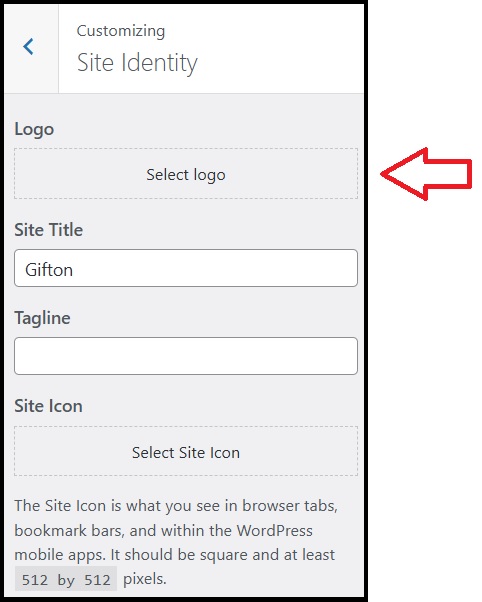 Customizing
Site Identity
Logo
Select logo
Site Title
Gifton
Tagline
Site Icon
Select Site Icon
The Site Icon is what you see in browser tabs,
bookmark bars, and within the WordPress
mobile apps. It should be square and at least
512 by 512 pixels.